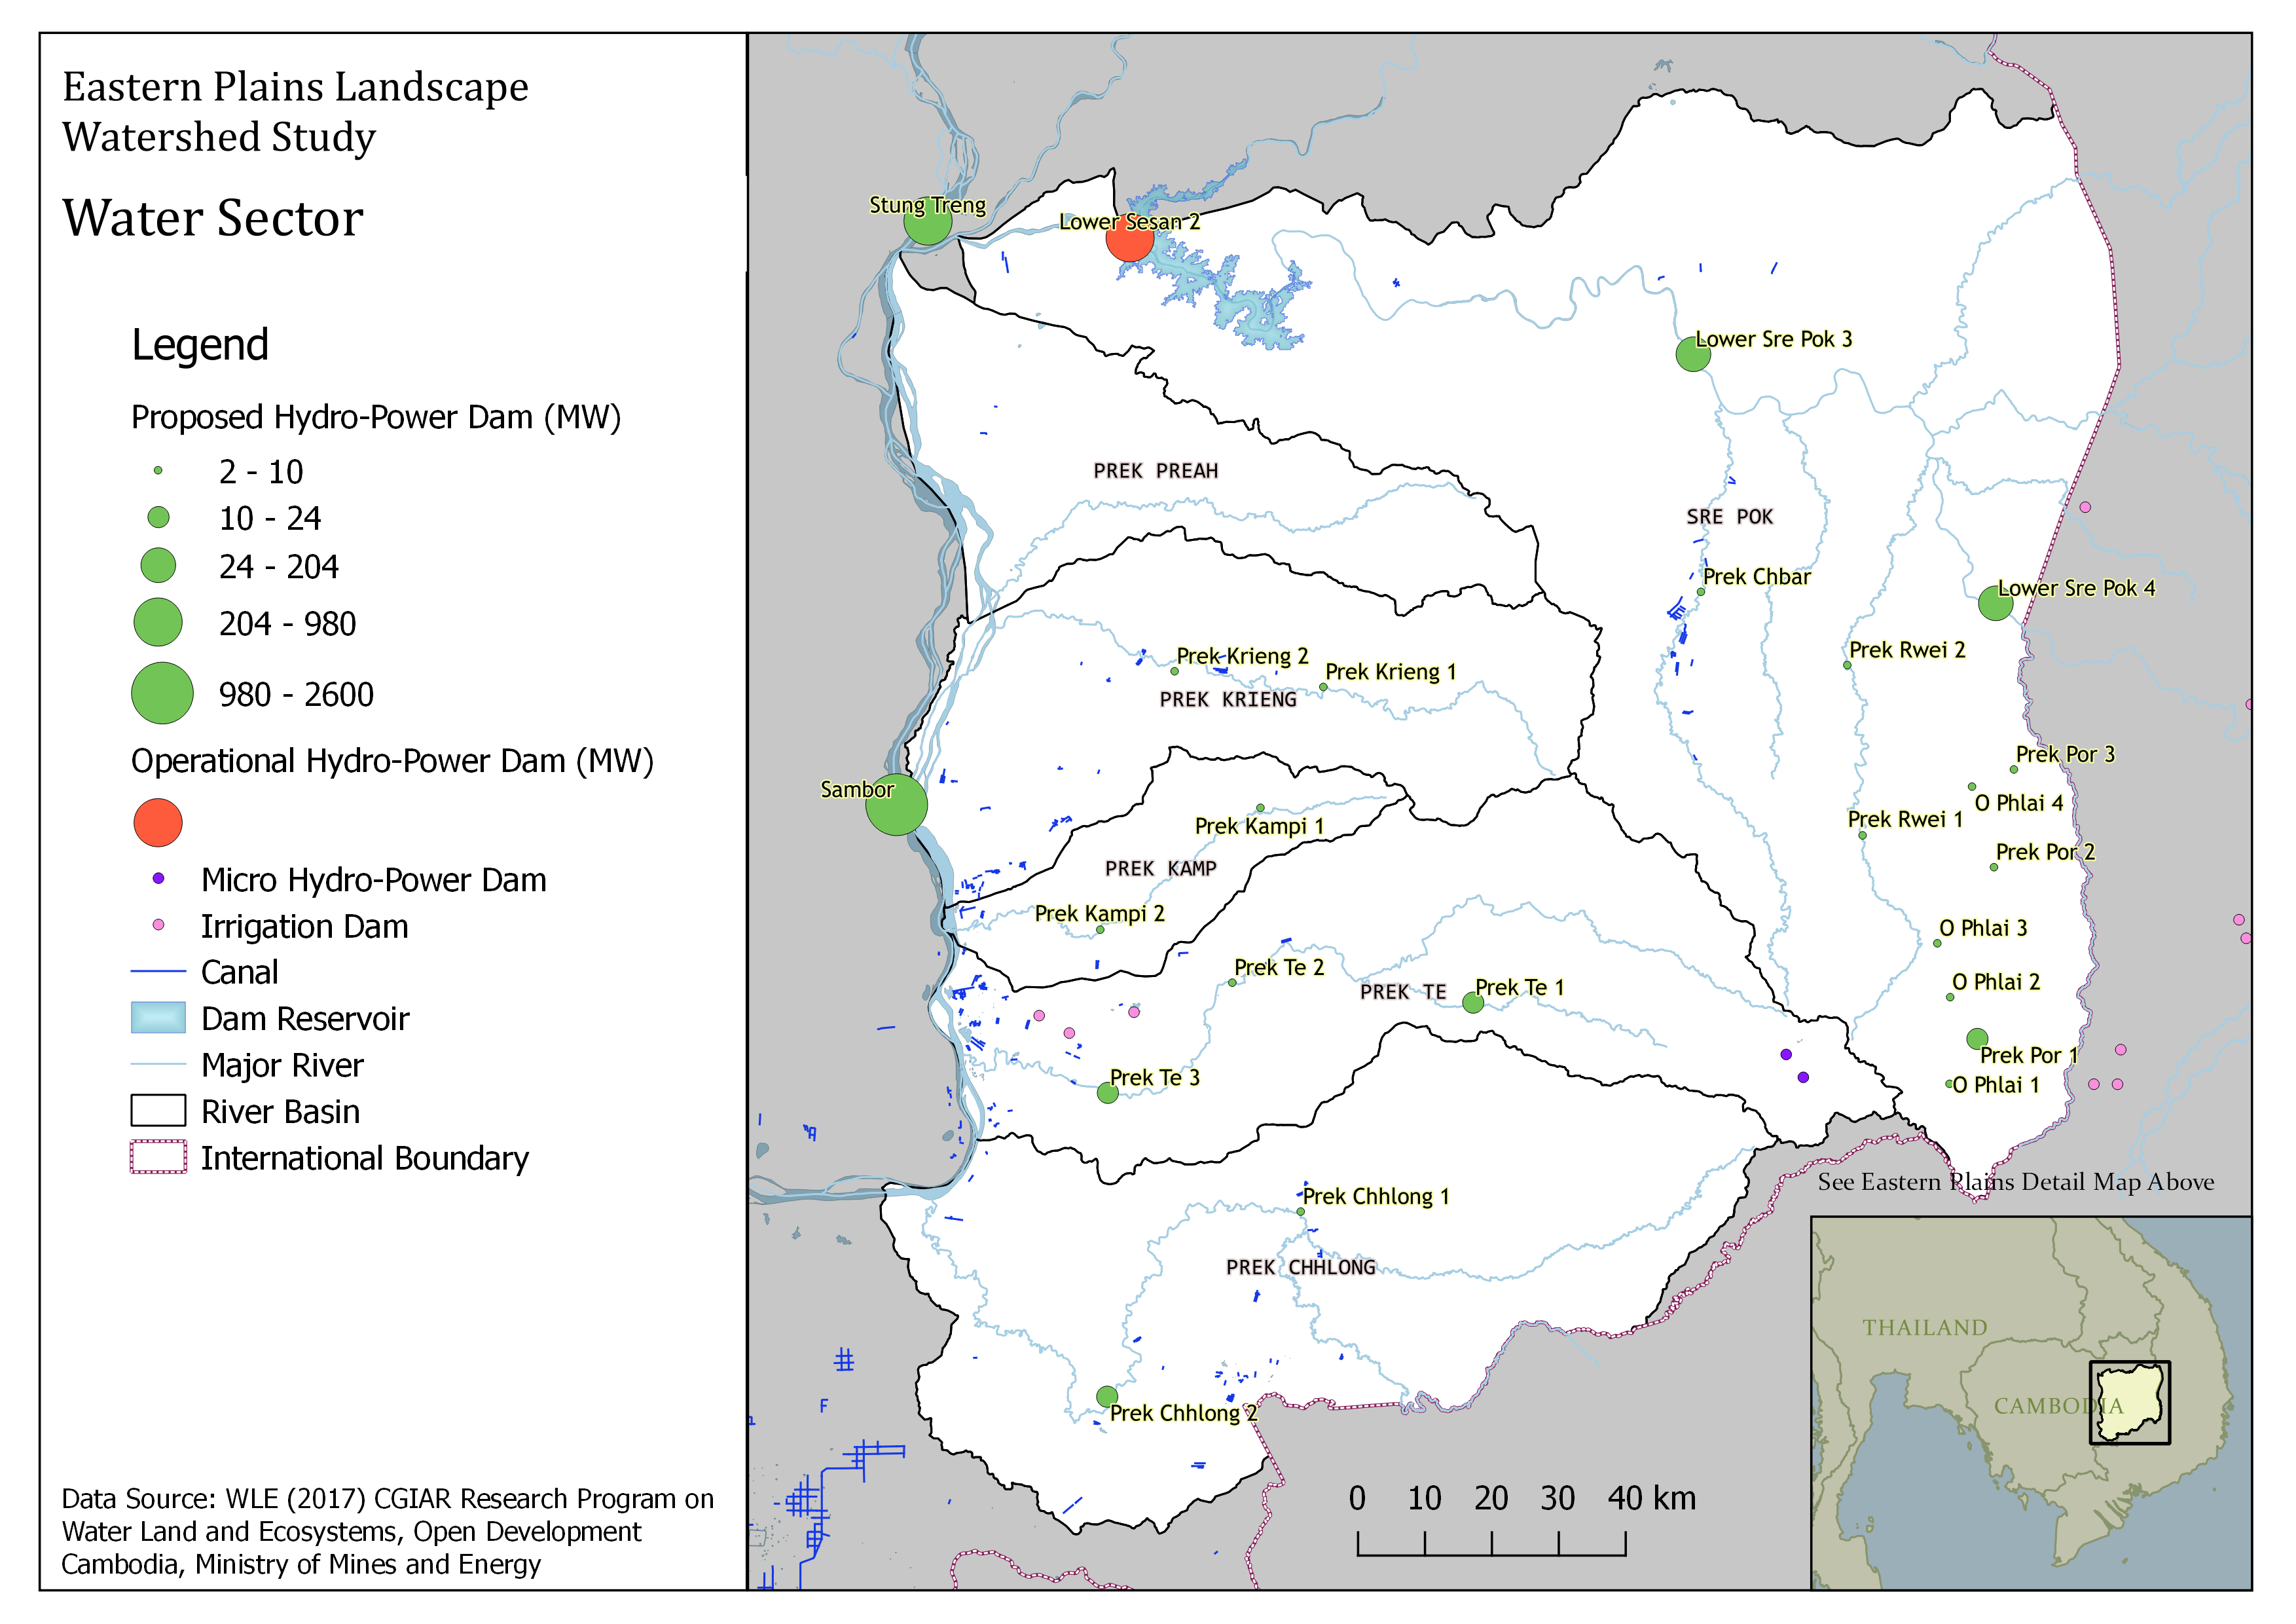 Eastern Plains Landscape
Watershed Study
Water Sector
Legend
Proposed Hydro-Power Dam (MW)
2 - 10
10 - 24
24 - 204
204 - 980
980 - 2600
Operational Hydro-Power Dam (MW)
Micro Hydro-Power Dam
Irrigation Dam
Canal
Dam Reservoir
Major River
River Basin
International Boundary
Data Source: WLE (2017) CGIAR Research Program on
Water Land and Ecosystems, Open Development
Cambodia, Ministry of Mines and Energy
Stung Treng
Lower Sesan 2
Lower Sre Pok 3
PREK PREAH
SRE POK
Prek Chbar
Lower Sre Pok 4
Prek Krieng 2
Prek Krieng 1
PREK KRIENG
Prek Rwei 2
Prek Por 3
Sambor
O Phlai 4
Prek Kampi 1
Prek Rwei 1
Prek Por 2
PREK KAMP
Prek Kampi 2
O Phlai 3
Prek Te 2
O Phlai 2
PREK TE
Prek Te 1
Prek Por 1
Prek Te 3
O Phlai 1
See Eastern Plains Detail Map Above
Prek Chhlong 1
PREK CHHLONG
Prek Chhlong 2
0 10 20 30 40 km
THAILAND
CAMBODIA